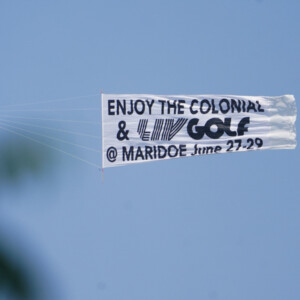 ENJOY THE COLONIAL
& LIV GOLF
@ MARIDOE June 27-29